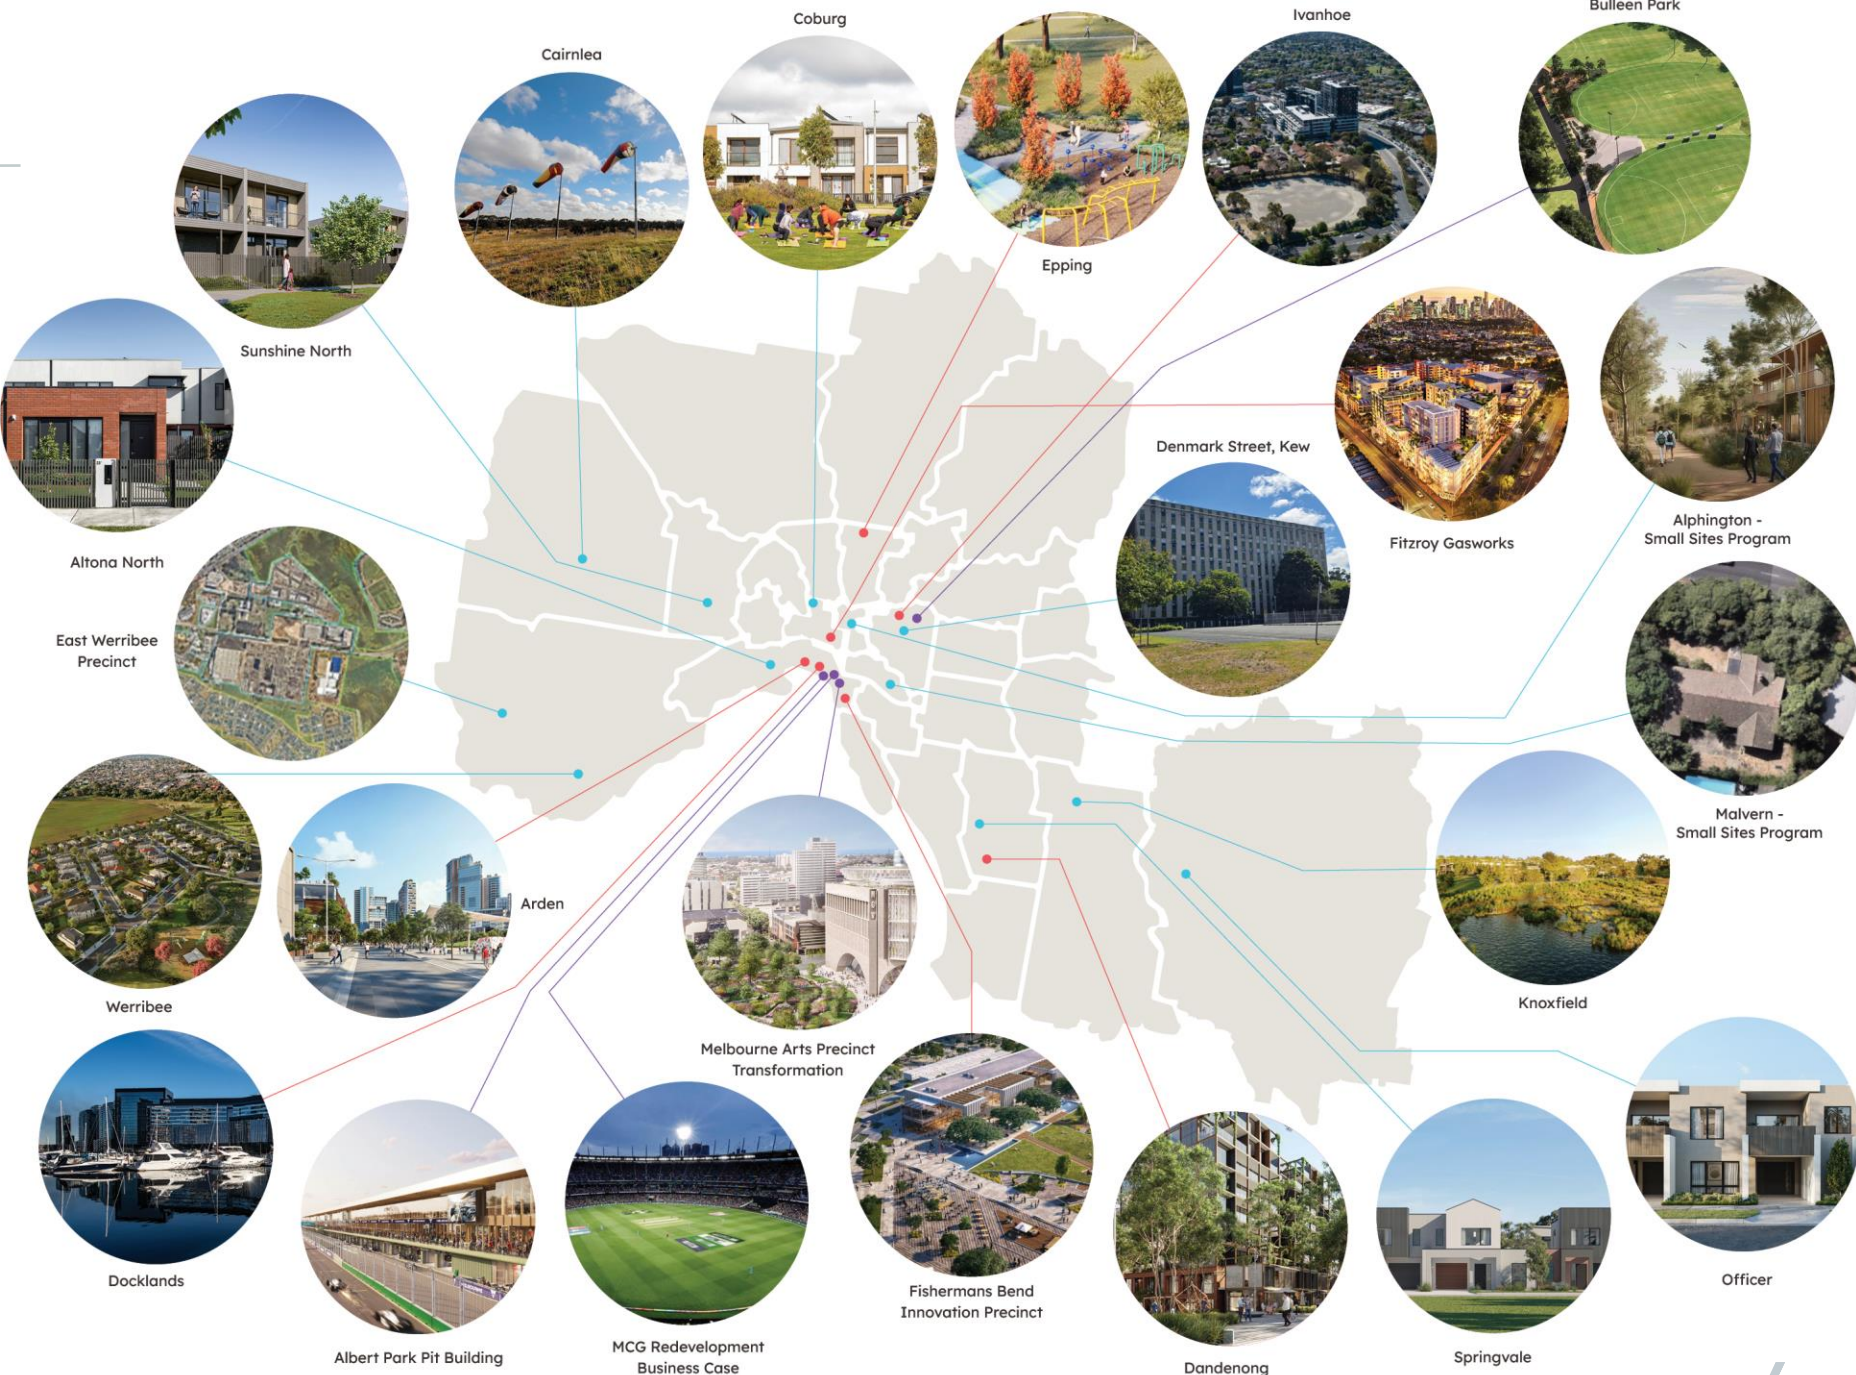 Coburg
Ivanhoe
Bulleen Park
Cairnlea
Epping
Sunshine North
Denmark Street, Kew
Fitzroy Gasworks
Alphington -
Small Sites Program
Altona North
East Werribee
Precinct
Malvern -
Small Sites Program
Arden
Werribee
Knoxfield
Melbourne Arts Precinct
Transformation
Docklands
Fishermans Bend
Innovation Precinct
Officer
Albert Park Pit Building
MCG Redevelopment
Business Case
Springvale
Dandenong